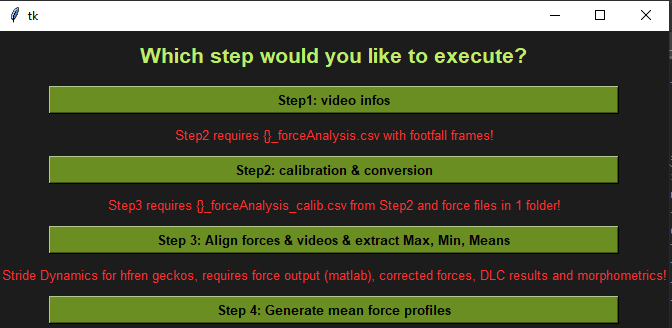 tk
Which step would you like to execute?
Step1: video infos
Step2 requires {}_forceAnalysis.csv with footfall frames!
Step2: calibration & conversion
Step3 requires {}_forceAnalysis_calib.csv from Step2 and force files in 1 folder!
Step 3: Align forces & videos & extract Max, Min, Means
Stride Dynamics for hfren geckos, requires force output (matlab), corrected forces, DLC results and morphometrics!
Step 4: Generate mean force profiles